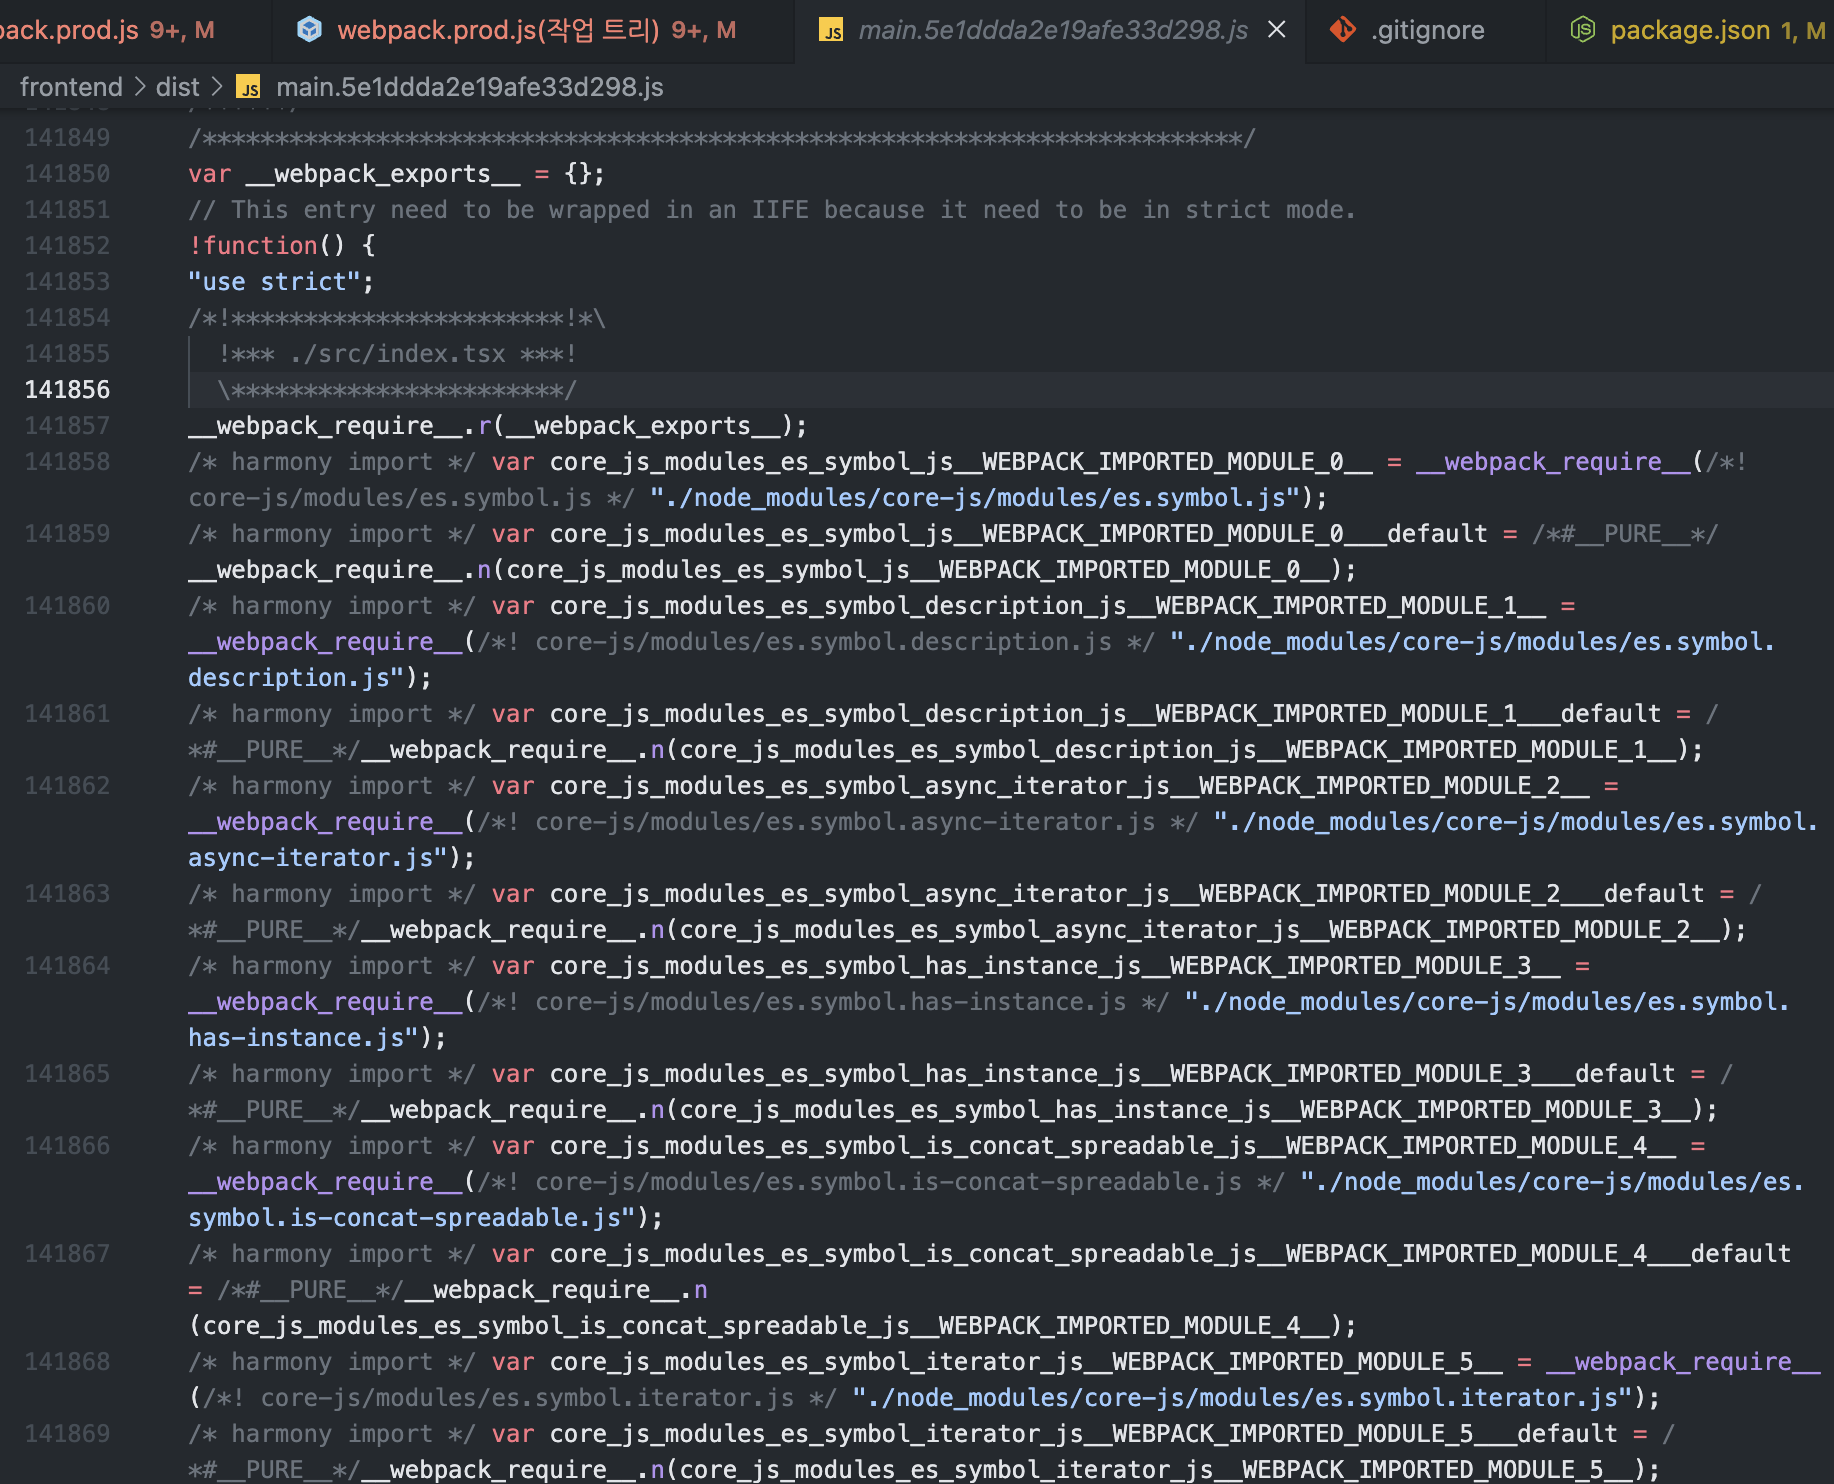 pack.prod.js 9+, M
webpack.prod.js(작업 트리) 9+, M
JS main.5e1ddda2e19afe33d298.js
.gitignore
package.json 1, M
frontend > dist > JS main.5e1ddda2e19afe33d298.js
141849 /************************************************************************/
141850 var __webpack_exports__ = {};
141851 // This entry need to be wrapped in an IIFE because it need to be in strict mode.
141852 !function() {
141853 "use strict";
141854 /*!***********************!*\
141855 !*** ./src/index.tsx ***!
141856 \***********************/
141857 __webpack_require__.r(__webpack_exports__);
141858 /* harmony import */ var core_js_modules_es_symbol_js__WEBPACK_IMPORTED_MODULE_0__ = __webpack_require__(/*!
core-js/modules/es.symbol.js */ "./node_modules/core-js/modules/es.symbol.js");
141859 /* harmony import */ var core_js_modules_es_symbol_js__WEBPACK_IMPORTED_MODULE_0___default = /*#__PURE__*/
__webpack_require__.n(core_js_modules_es_symbol_js__WEBPACK_IMPORTED_MODULE_0__);
141860 /* harmony import */ var core_js_modules_es_symbol_description_js__WEBPACK_IMPORTED_MODULE_1__ =
__webpack_require__(/*! core-js/modules/es.symbol.description.js */ "./node_modules/core-js/modules/es.symbol.
description.js");
141861 /* harmony import */ var core_js_modules_es_symbol_description_js__WEBPACK_IMPORTED_MODULE_1___default = /
*#__PURE__*/__webpack_require__.n(core_js_modules_es_symbol_description_js__WEBPACK_IMPORTED_MODULE_1__);
141862 /* harmony import */ var core_js_modules_es_symbol_async_iterator_js__WEBPACK_IMPORTED_MODULE_2__ =
__webpack_require__(/*! core-js/modules/es.symbol.async-iterator.js */ "./node_modules/core-js/modules/es.symbol.
async-iterator.js");
141863 /* harmony import */ var core_js_modules_es_symbol_async_iterator_js__WEBPACK_IMPORTED_MODULE_2___default = /
*#__PURE__*/__webpack_require__.n(core_js_modules_es_symbol_async_iterator_js__WEBPACK_IMPORTED_MODULE_2__);
141864 /* harmony import */ var core_js_modules_es_symbol_has_instance_js__WEBPACK_IMPORTED_MODULE_3__ =
__webpack_require__(/*! core-js/modules/es.symbol.has-instance.js */ "./node_modules/core-js/modules/es.symbol.
has-instance.js");
141865 /* harmony import */ var core_js_modules_es_symbol_has_instance_js__WEBPACK_IMPORTED_MODULE_3___default = /
*#__PURE__*/__webpack_require__.n(core_js_modules_es_symbol_has_instance_js__WEBPACK_IMPORTED_MODULE_3__);
141866 /* harmony import */ var core_js_modules_es_symbol_is_concat_spreadable_js__WEBPACK_IMPORTED_MODULE_4__ =
__webpack_require__(/*! core-js/modules/es.symbol.is-concat-spreadable.js */ "./node_modules/core-js/modules/es.
symbol.is-concat-spreadable.js");
141867 /* harmony import */ var core_js_modules_es_symbol_is_concat_spreadable_js__WEBPACK_IMPORTED_MODULE_4___default
= /*#__PURE__*/__webpack_require__.n
(core_js_modules_es_symbol_is_concat_spreadable_js__WEBPACK_IMPORTED_MODULE_4__);
141868 /* harmony import */ var core_js_modules_es_symbol_iterator_js__WEBPACK_IMPORTED_MODULE_5__ = __webpack_require__
(/*! core-js/modules/es.symbol.iterator.js */ "./node_modules/core-js/modules/es.symbol.iterator.js");
141869 /* harmony import */ var core_js_modules_es_symbol_iterator_js__WEBPACK_IMPORTED_MODULE_5___default = /
*#__PURE__*/__webpack_require__.n(core_js_modules_es_symbol_iterator_js__WEBPACK_IMPORTED_MODULE_5__);